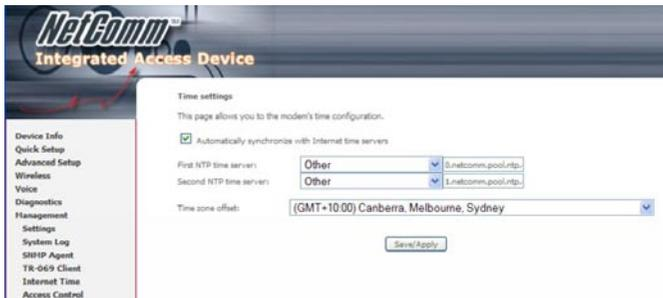 NetComm™
Integrated Access Device
Time settings
This page allows you to the modem's time configuration.
Automatically synchronize with Internet time servers
First NTP time server: Other 0.netcomm.pool.ntp.
Second NTP time server: Other 1.netcomm.pool.ntp.
Time zone offset: (GMT+10:00) Canberra, Melbourne, Sydney
Save/Apply
Device Info
Quick Setup
Advanced Setup
Wireless
Voice
Diagnostics
Management
Settings
System Log
SNMP Agent
TR-069 Client
Internet Time
Access Control